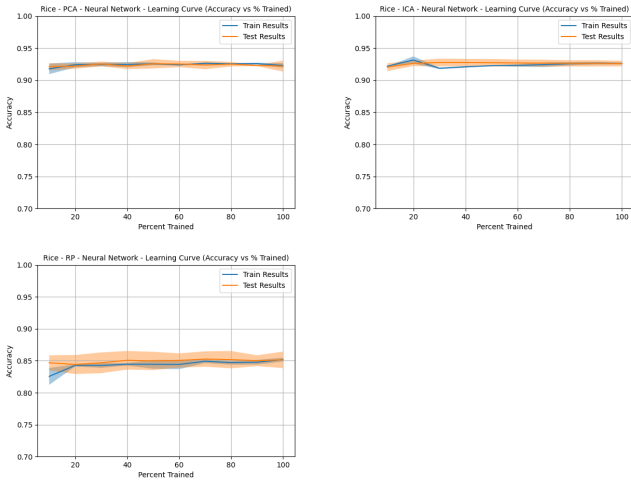 Rice - PCA - Neural Network - Learning Curve (Accuracy vs % Trained)
1.00
0.95
0.90
0.85
0.80
0.75
0.70
Accuracy
Train Results
Test Results
20
40
60
80
100
Percent Trained
Rice - ICA - Neural Network - Learning Curve (Accuracy vs % Trained)
1.00
0.95
0.90
0.85
0.80
0.75
0.70
Accuracy
Train Results
Test Results
20
40
60
80
100
Percent Trained
Rice - RP - Neural Network - Learning Curve (Accuracy vs % Trained)
1.00
0.95
0.90
0.85
0.80
0.75
0.70
Accuracy
Train Results
Test Results
20
40
60
80
100
Percent Trained